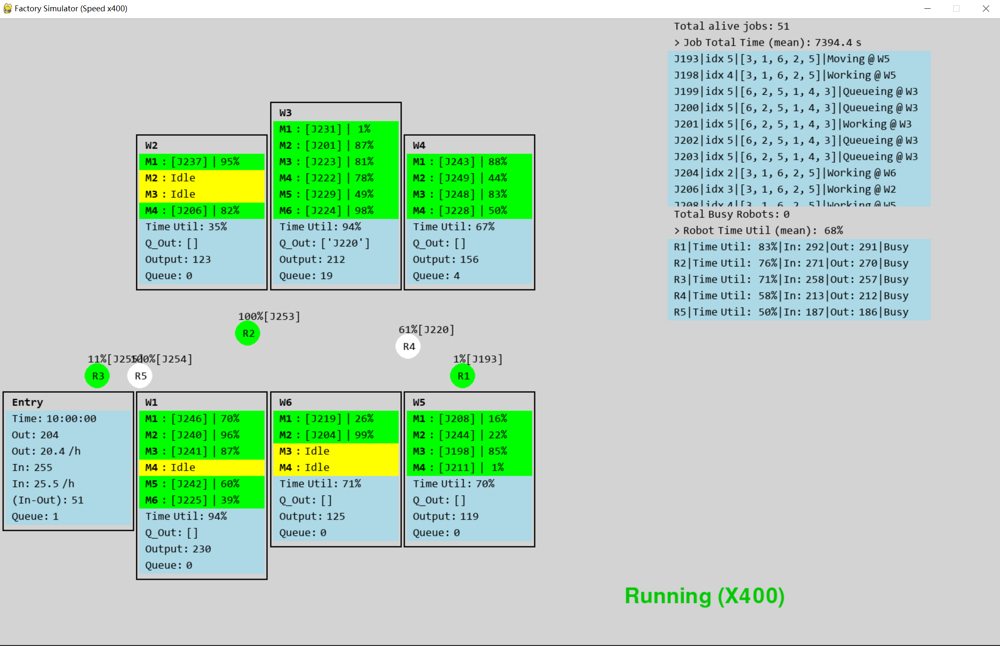 Factory Simulator (Speed x400)
Total alive jobs: 51
> Job Total Time (mean): 7394.4 s
J193|idx 5|[3, 1, 6, 2, 5]|Moving @ W5
J198|idx 4|[3, 1, 6, 2, 5]|Working @ W5
J199|idx 5|[6, 2, 5, 1, 4, 3]|Queueing @ W3
J200|idx 5|[6, 2, 5, 1, 4, 3]|Queueing @ W3
J201|idx 5|[6, 2, 5, 1, 4, 3]|Working @ W3
J202|idx 5|[6, 2, 5, 1, 4, 3]|Queueing @ W3
J203|idx 5|[6, 2, 5, 1, 4, 3]|Queueing @ W3
J204|idx 2|[3, 1, 6, 2, 5]|Working @ W6
J206|idx 3|[3, 1, 6, 2, 5]|Working @ W2
J208|idx 4|[3, 1, 6, 2, 5]|Working @ W5
Total Busy Robots: 0
> Robot Time Util (mean): 68%
R1|Time Util: 83%|In: 292|Out: 291|Busy
R2|Time Util: 76%|In: 271|Out: 270|Busy
R3|Time Util: 71%|In: 258|Out: 257|Busy
R4|Time Util: 58%|In: 213|Out: 212|Busy
R5|Time Util: 50%|In: 187|Out: 186|Busy
W2
M1 : [J237] | 95%
M2 : Idle
M3 : Idle
M4 : [J206] | 82%
Time Util: 35%
Q_Out: []
Output: 123
Queue: 0
W3
M1 : [J231] | 1%
M2 : [J201] | 87%
M3 : [J223] | 81%
M4 : [J222] | 78%
M5 : [J229] | 49%
M6 : [J224] | 98%
Time Util: 94%
Q_Out: ['J220']
Output: 212
Queue: 19
W4
M1 : [J243] | 88%
M2 : [J249] | 44%
M3 : [J248] | 83%
M4 : [J228] | 50%
Time Util: 67%
Q_Out: []
Output: 156
Queue: 4
100%[J253]
R2
61%[J220]
R4
11%[J255]
R3
100%[J254]
R5
1%[J193]
R1
Entry
Time: 10:00:00
Out: 204
Out: 20.4 /h
In: 255
In: 25.5 /h
(In-Out): 51
Queue: 1
W1
M1 : [J246] | 70%
M2 : [J240] | 96%
M3 : [J241] | 87%
M4 : Idle
M5 : [J242] | 60%
M6 : [J225] | 39%
Time Util: 94%
Q_Out: []
Output: 230
Queue: 0
W6
M1 : [J219] | 26%
M2 : [J204] | 99%
M3 : Idle
M4 : Idle
Time Util: 71%
Q_Out: []
Output: 125
Queue: 0
W5
M1 : [J208] | 16%
M2 : [J244] | 22%
M3 : [J198] | 85%
M4 : [J211] | 1%
Time Util: 70%
Q_Out: []
Output: 119
Queue: 0
Running (X400)